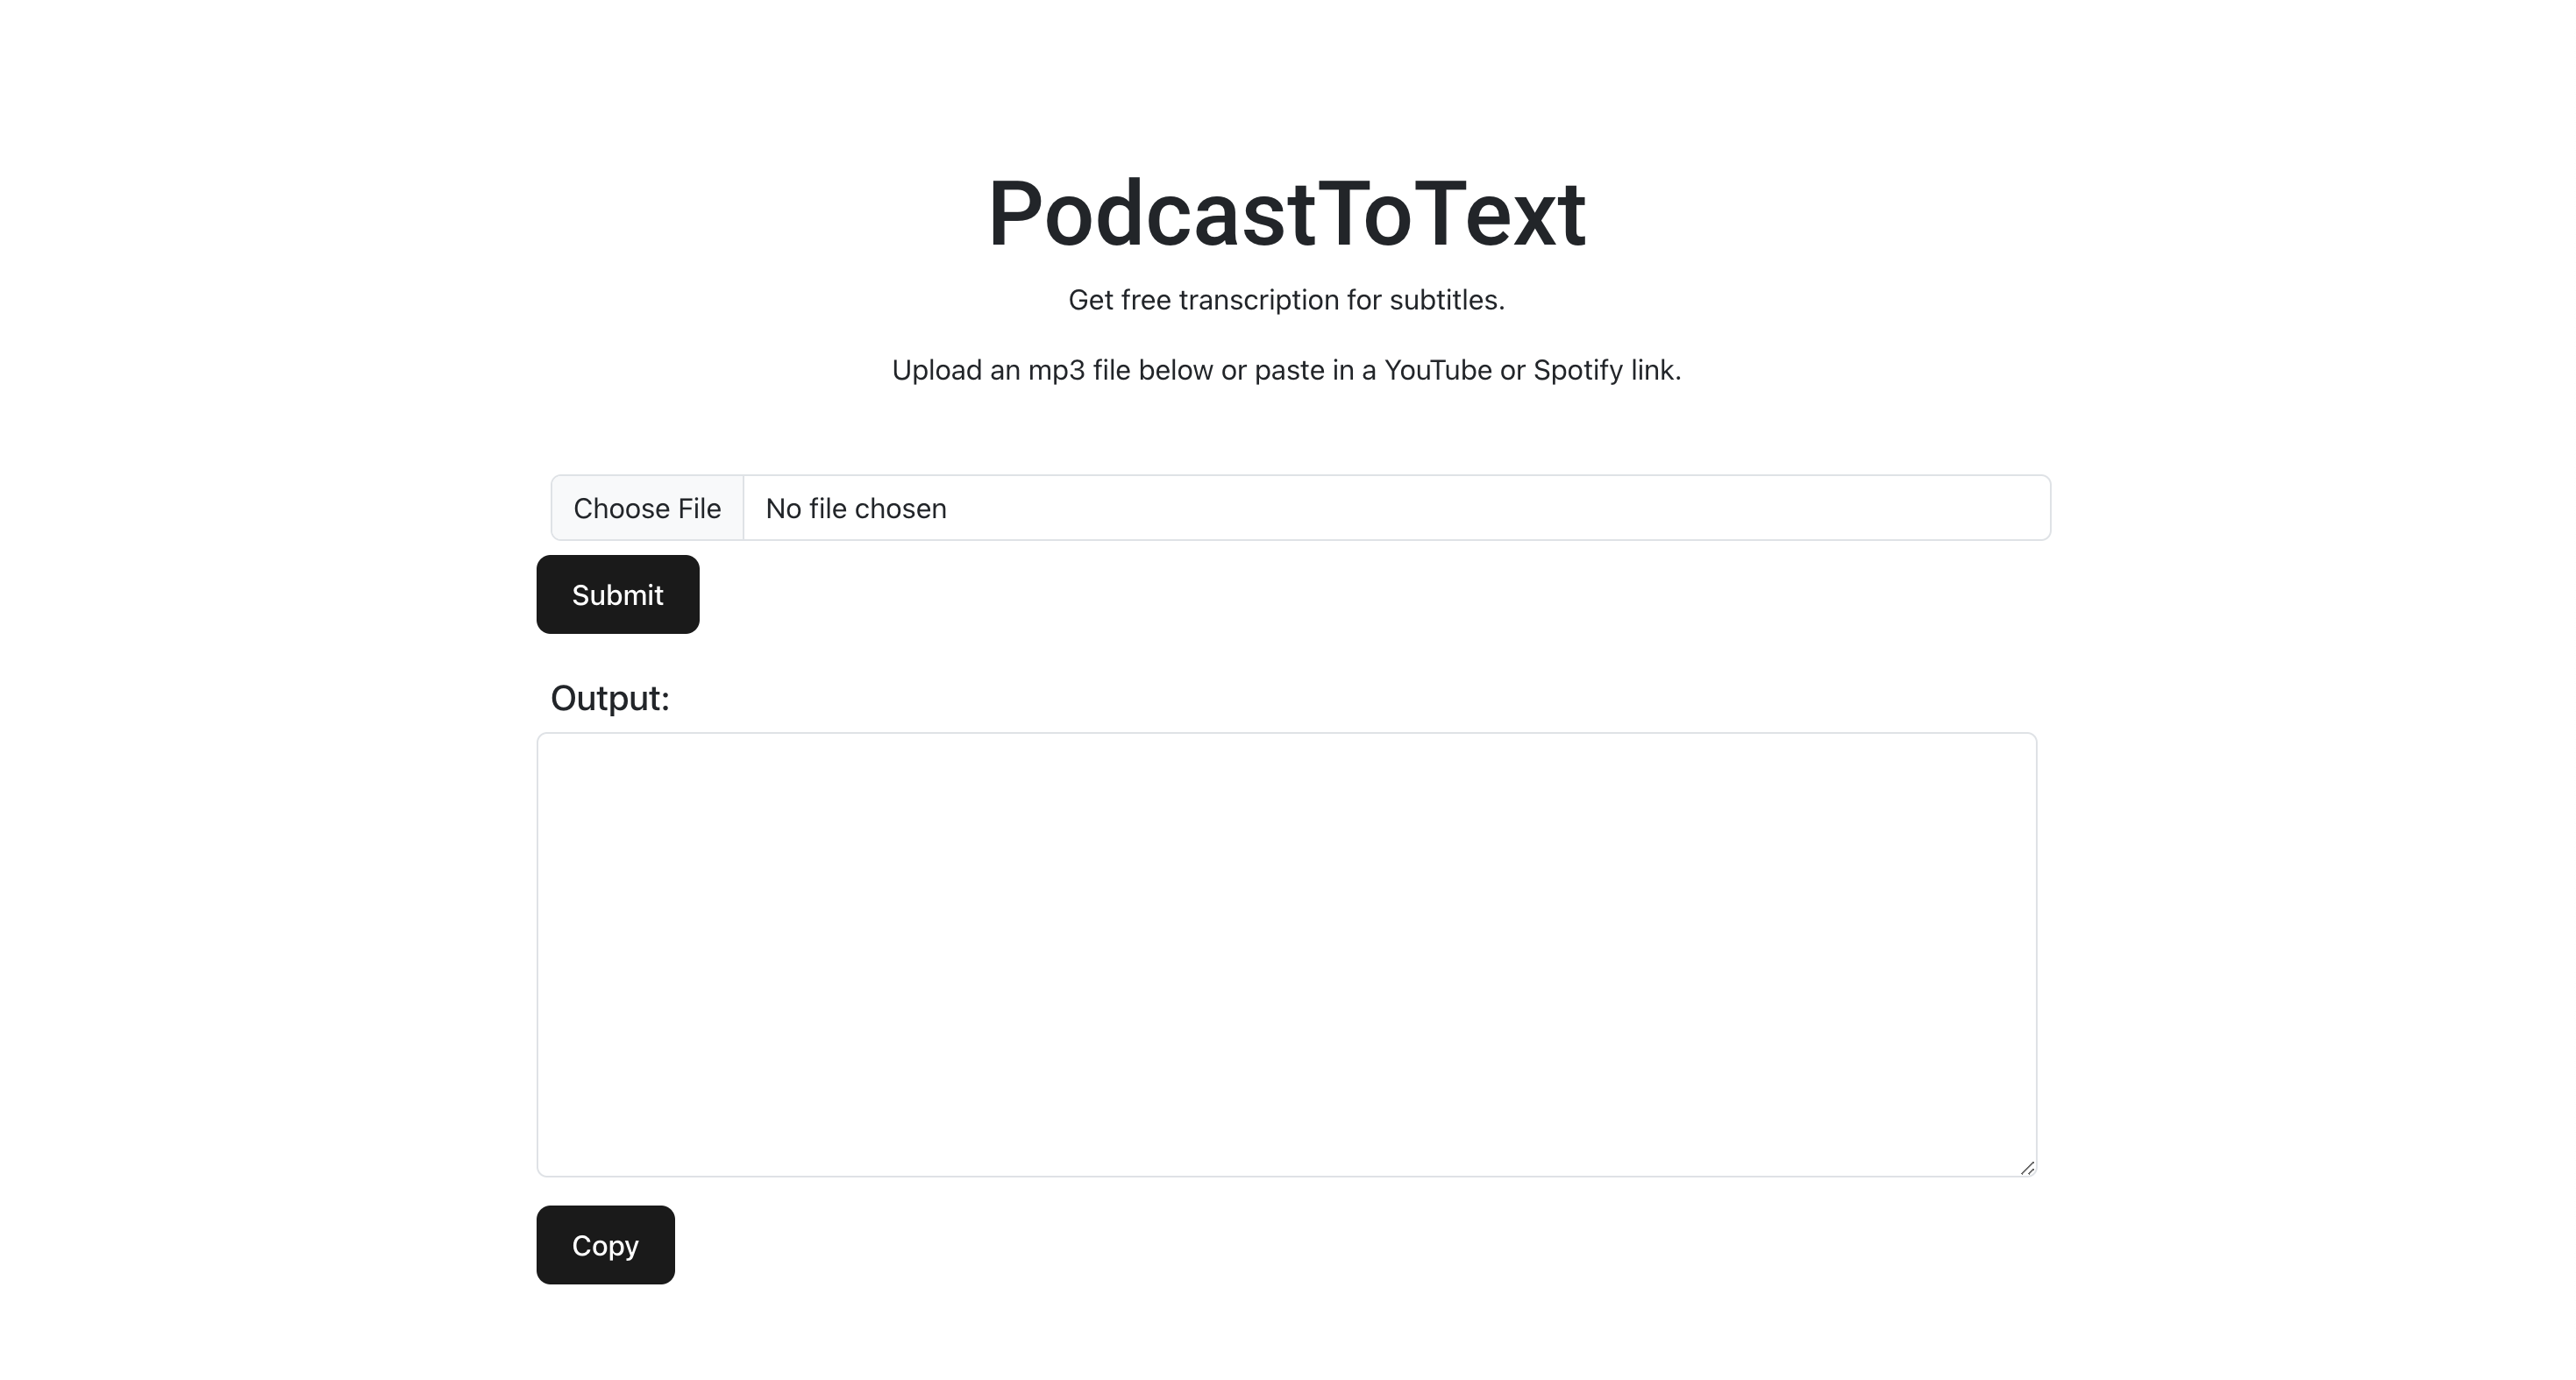 PodcastToText
Get free transcription for subtitles.
Upload an mp3 file below or paste in a YouTube or Spotify link.
Choose File No file chosen
Submit
Output:
Copy